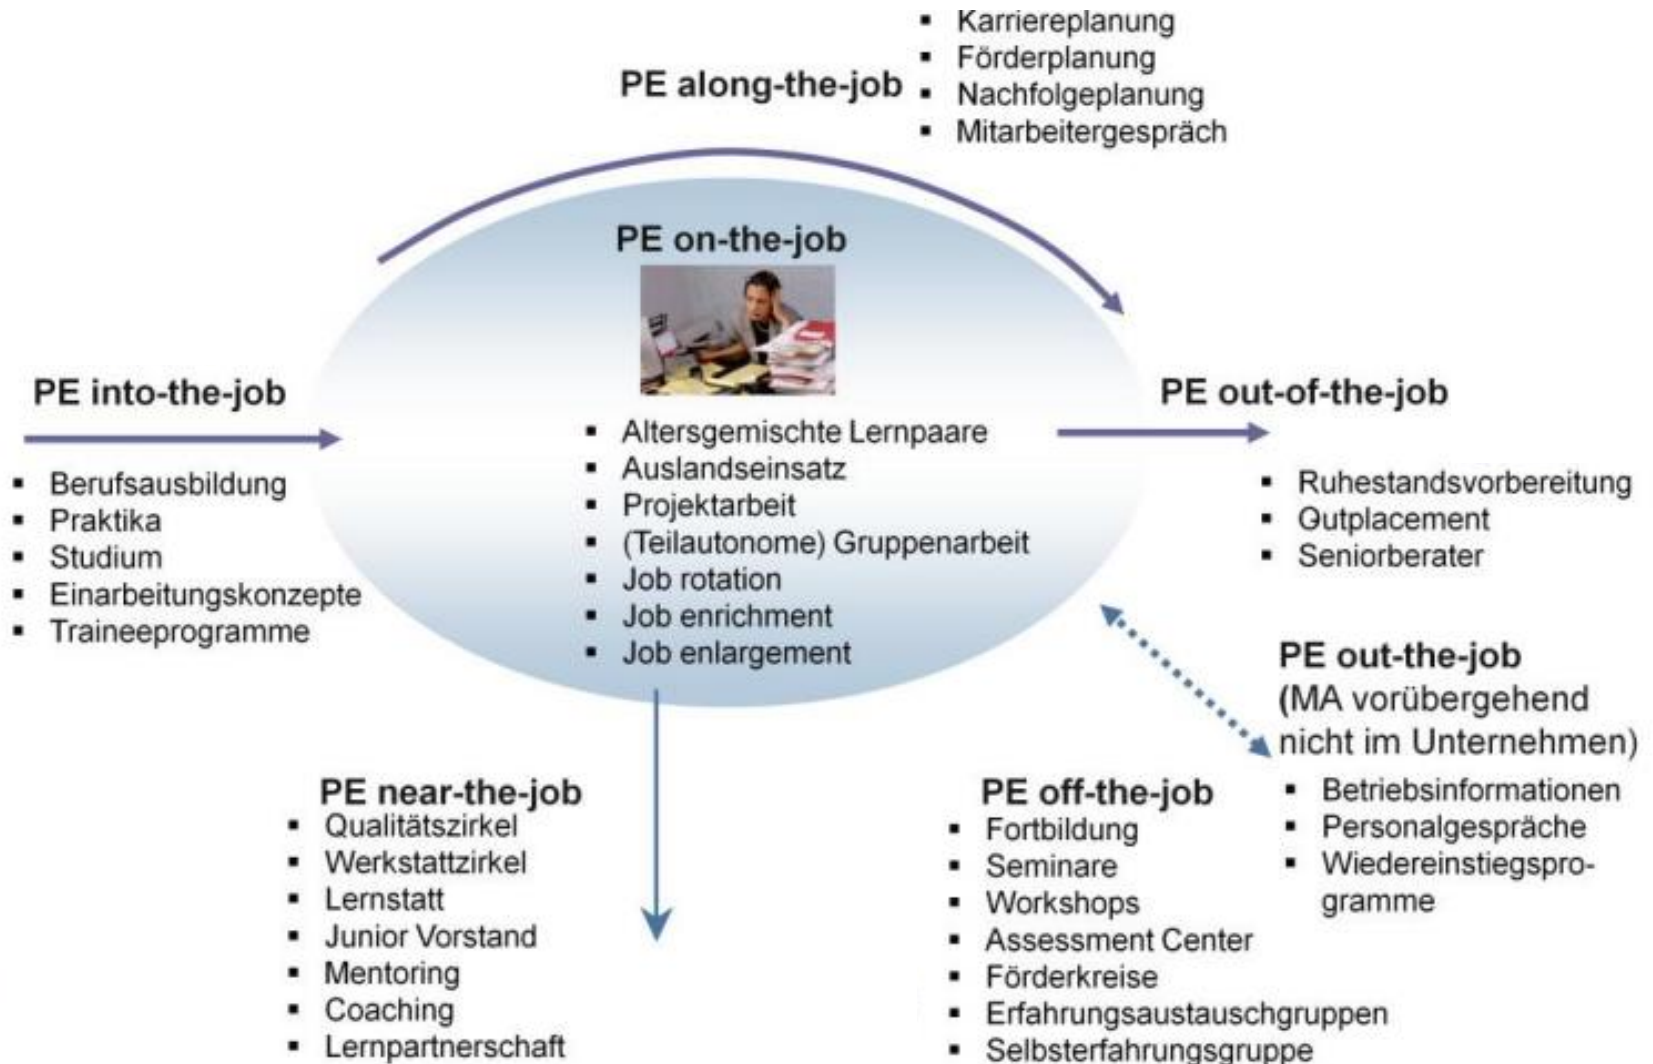 ▪ Karriereplanung
▪ Förderplanung
PE along-the-job
▪ Nachfolgeplanung
▪ Mitarbeitergespräch
PE on-the-job
▪ Altersgemischte Lernpaare
▪ Auslandseinsatz
▪ Projektarbeit
▪ (Teilautonome) Gruppenarbeit
▪ Job rotation
▪ Job enrichment
▪ Job enlargement
PE into-the-job
▪ Berufsausbildung
▪ Praktika
▪ Studium
▪ Einarbeitungskonzepte
▪ Traineeprogramme
PE out-of-the-job
▪ Ruhestandsvorbereitung
▪ Outplacement
▪ Seniorberater
PE out-the-job
(MA vorübergehend
nicht im Unternehmen)
▪ Betriebsinformationen
▪ Personalgespräche
▪ Wiedereinstiegspro-
gramme
PE near-the-job
▪ Qualitätszirkel
▪ Werkstattzirkel
▪ Lernstatt
▪ Junior Vorstand
▪ Mentoring
▪ Coaching
▪ Lernpartnerschaft
PE off-the-job
▪ Fortbildung
▪ Seminare
▪ Workshops
▪ Assessment Center
▪ Förderkreise
▪ Erfahrungsaustauschgruppen
▪ Selbsterfahrungsgruppe